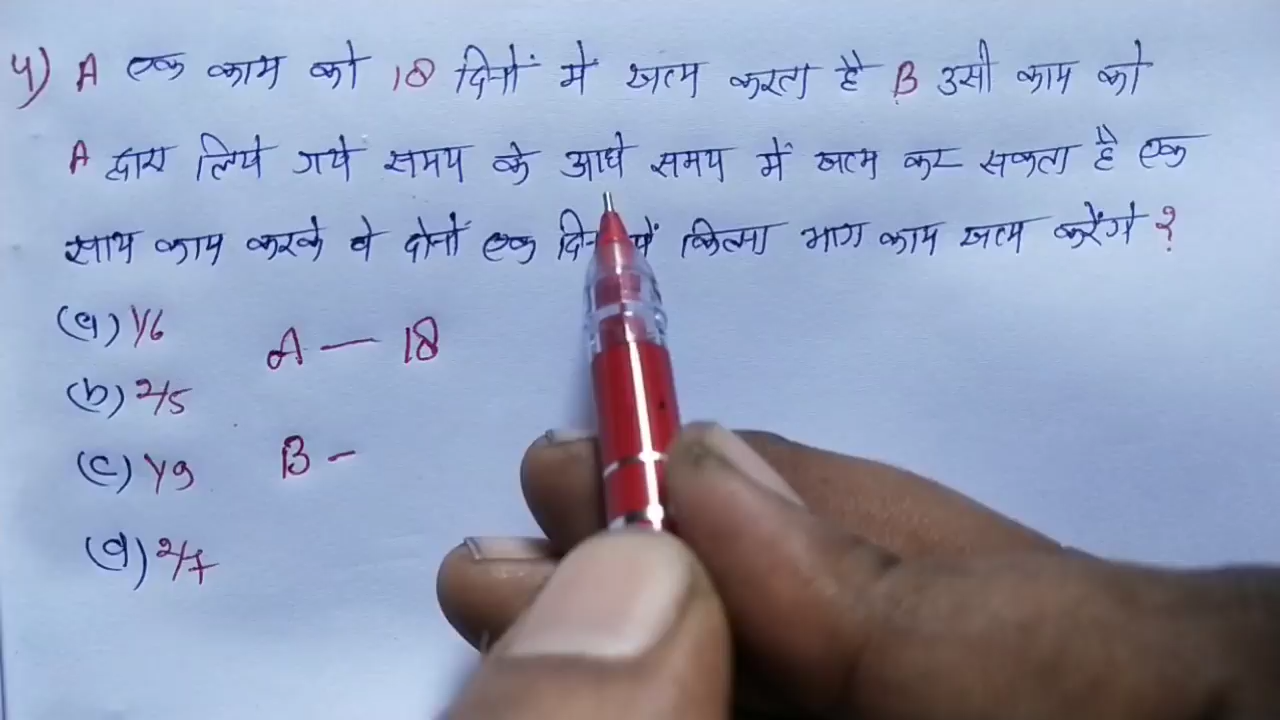 4) A एक काम को 18 दिनों में खत्म करता है B उसी काम को
A द्वारा लिये गये समय के आधे समय में खत्म कर सकता है एक
साथ काम करके वे दोनों एक दिन में कितना भाग काम खत्म करेंगे ?
(a) 1/6
A — 18
(b) 2/5
(c) 1/9
B -
(d) 2/7